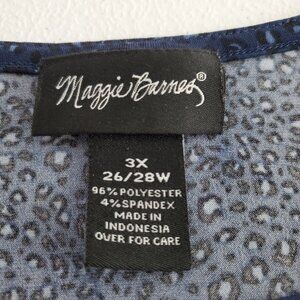 Maggie Barnes®
3X
26/28W
96% POLYESTER
4% SPANDEX
MADE IN
INDONESIA
OVER FOR CARE